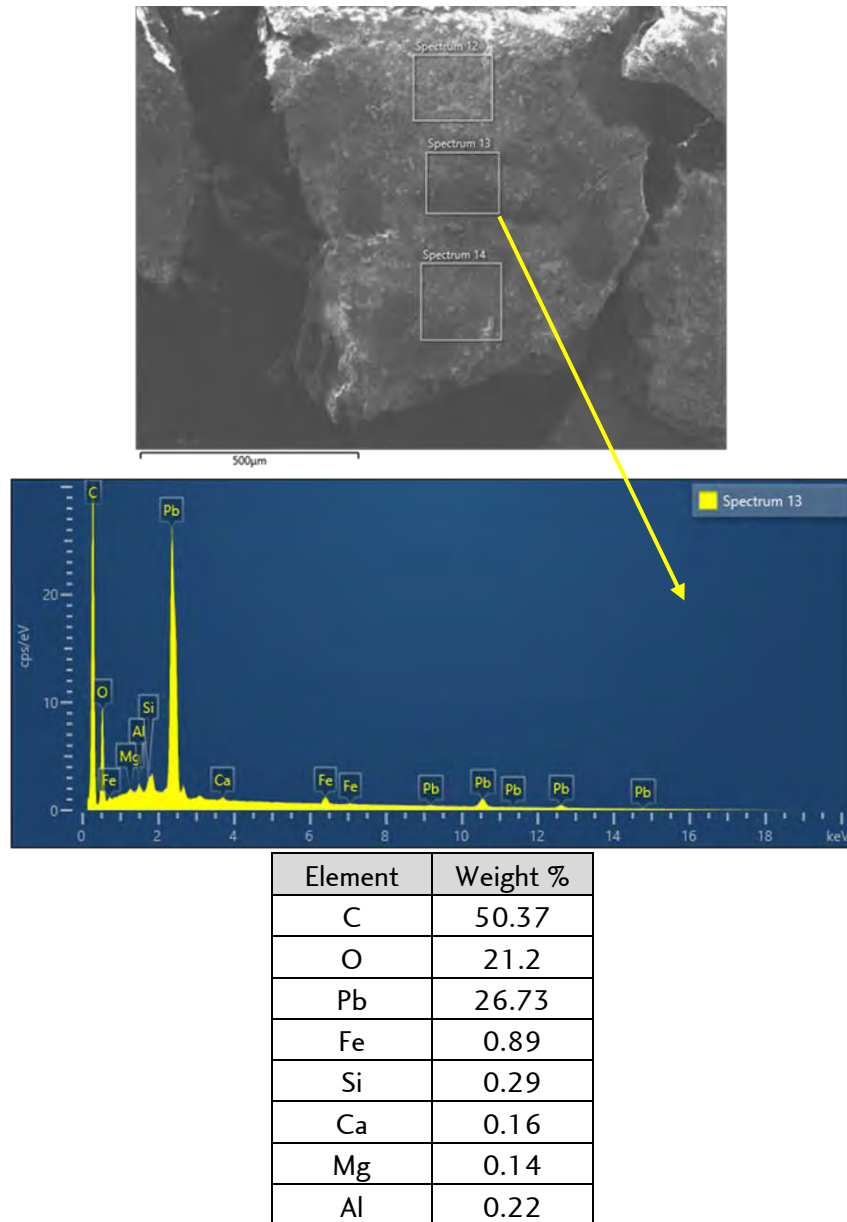 Spectrum 12
Spectrum 13
Spectrum 14
500µm
Spectrum 13
C
Pb
20
cps/eV
O
Si
10
Al
Mg
Fe
Ca
Fe
Fe
Pb
Pb
Pb
Pb
Pb
0
0 2 4 6 8 10 12 14 16 18 keV
Element Weight %
C 50.37
O 21.2
Pb 26.73
Fe 0.89
Si 0.29
Ca 0.16
Mg 0.14
Al 0.22